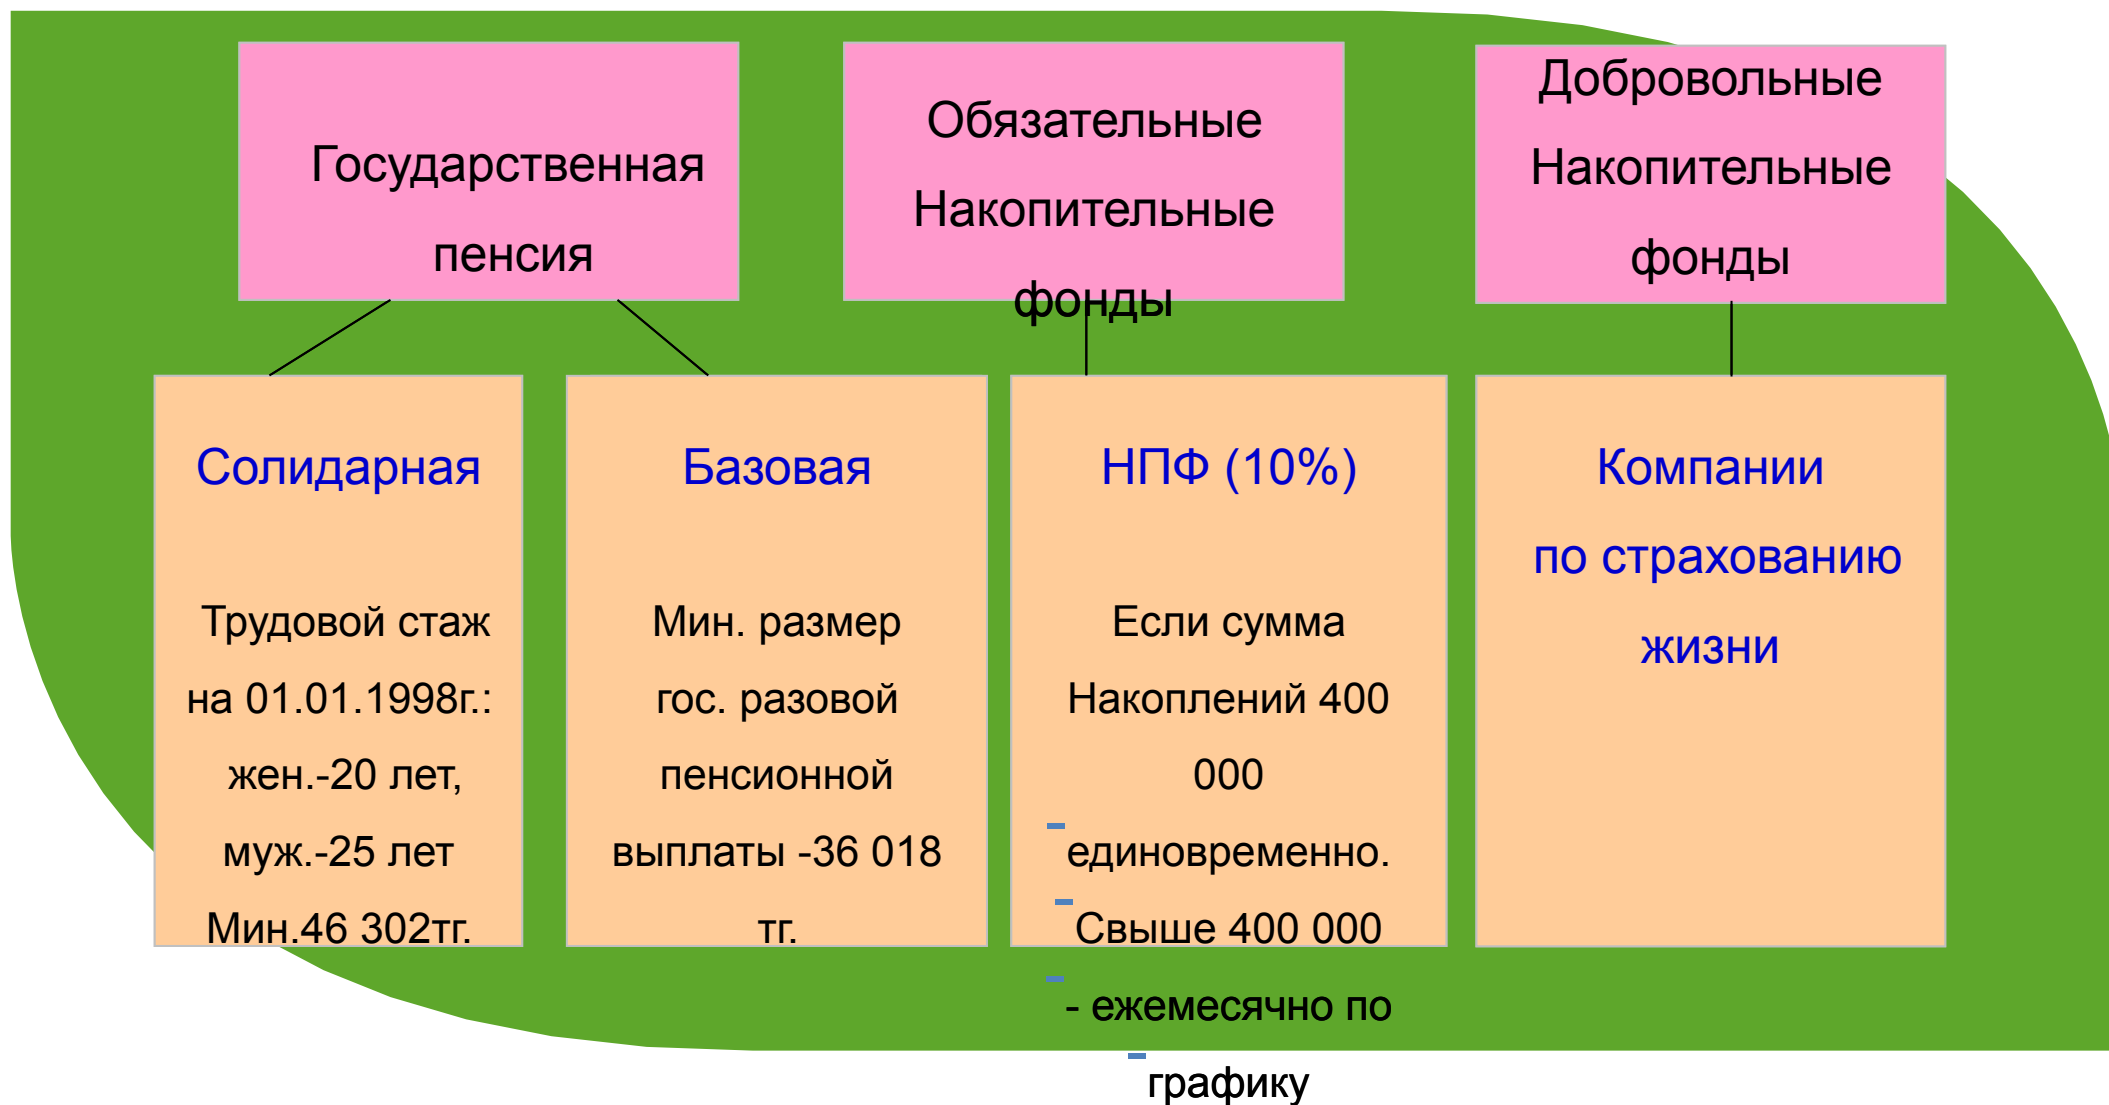 Государственная
пенсия
Обязательные
Накопительные
фонды
Добровольные
Накопительные
фонды
Солидарная
Трудовой стаж
на 01.01.1998г.:
жен.-20 лет,
муж.-25 лет
Мин.46 302тг.
Базовая
Мин. размер
гос. разовой
пенсионной
выплаты -36 018
тг.
НПФ (10%)
Если сумма
Накоплений 400
000
единовременно.
Свыше 400 000
- ежемесячно по
графику
Компании
по страхованию
жизни